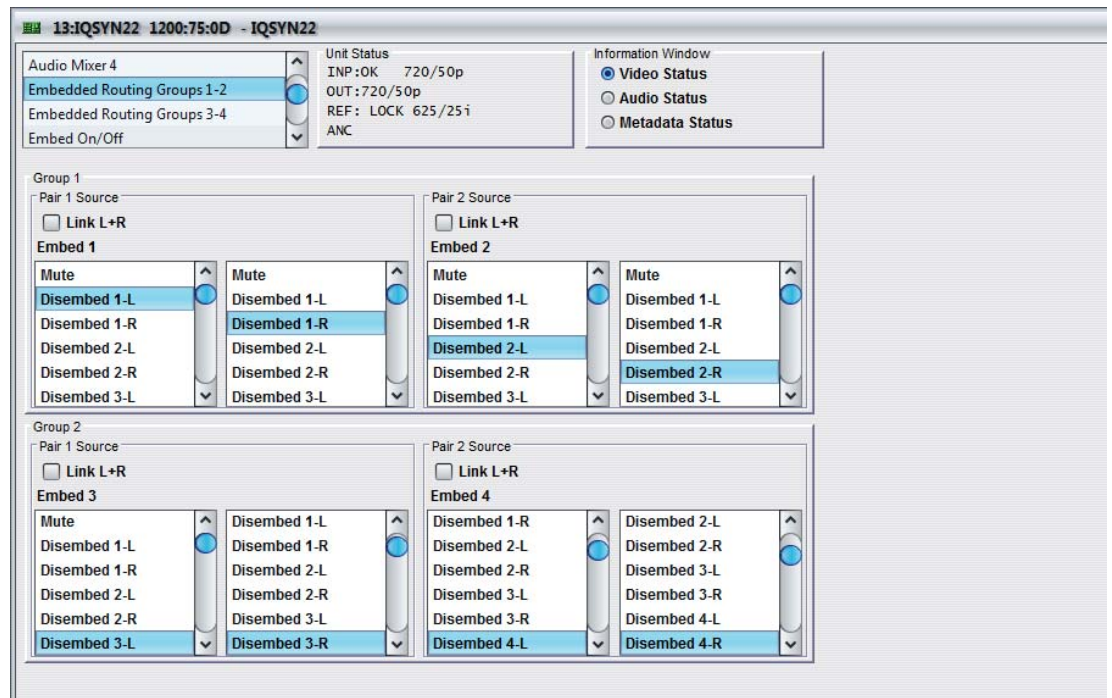 13:IQSYN22 1200:75:0D - IQSYN22
Audio Mixer 4
Embedded Routing Groups 1-2
Embedded Routing Groups 3-4
Embed On/Off
Unit Status
INP:OK 720/50p
OUT:720/50p
REF: LOCK 625/25i
ANC
Information Window
Video Status
Audio Status
Metadata Status
Group 1
Pair 1 Source
Link L+R
Embed 1
Mute
Disembed 1-L
Disembed 1-R
Disembed 2-L
Disembed 2-R
Disembed 3-L
Mute
Disembed 1-L
Disembed 1-R
Disembed 2-L
Disembed 2-R
Disembed 3-L
Pair 2 Source
Link L+R
Embed 2
Mute
Disembed 1-L
Disembed 1-R
Disembed 2-L
Disembed 2-R
Disembed 3-L
Mute
Disembed 1-L
Disembed 1-R
Disembed 2-L
Disembed 2-R
Disembed 3-L
Group 2
Pair 1 Source
Link L+R
Embed 3
Mute
Disembed 1-L
Disembed 1-R
Disembed 2-L
Disembed 2-R
Disembed 3-L
Disembed 1-L
Disembed 1-R
Disembed 2-L
Disembed 2-R
Disembed 3-L
Disembed 3-R
Pair 2 Source
Link L+R
Embed 4
Disembed 1-R
Disembed 2-L
Disembed 2-R
Disembed 3-L
Disembed 3-R
Disembed 4-L
Disembed 2-L
Disembed 2-R
Disembed 3-L
Disembed 3-R
Disembed 4-L
Disembed 4-R